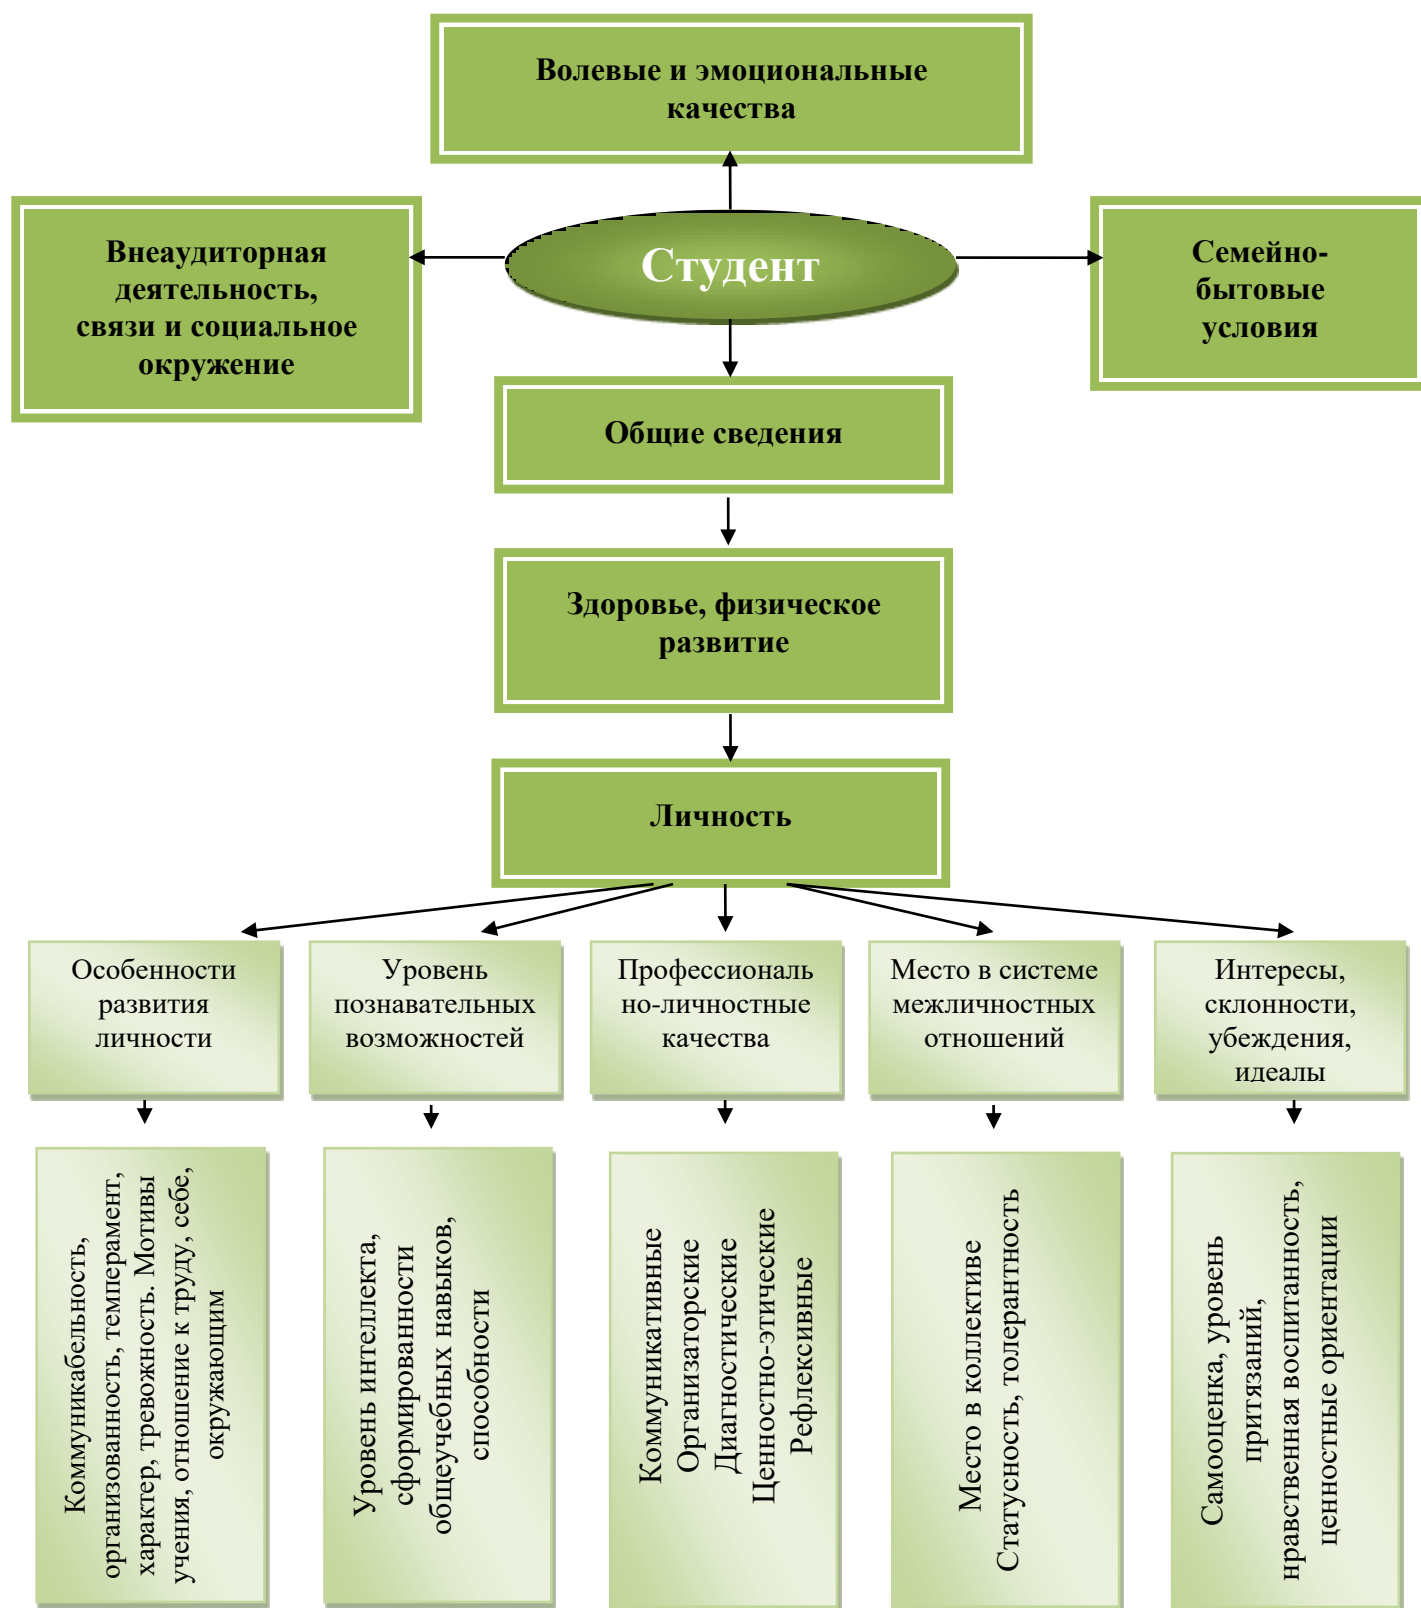 Волевые и эмоциональные
качества
Студент
Внеаудиторная
деятельность,
связи и социальное
окружение
Семейно-
бытовые
условия
Общие сведения
Здоровье, физическое
развитие
Личность
Особенности
развития
личности
Уровень
познавательных
возможностей
Профессиональ
но-личностные
качества
Место в системе
межличностных
отношений
Интересы,
склонности,
убеждения,
идеалы
Коммуникабельность,
организованность, темперамент,
характер, тревожность. Мотивы
учения, отношение к труду, себе,
окружающим
Уровень интеллекта,
сформированности
общеучебных навыков,
способности
Коммуникативные
Организаторские
Диагностические
Ценностно-этические
Рефлексивные
Место в коллективе
Статусность, толерантность
Самооценка, уровень
притязаний,
нравственная воспитанность,
ценностные ориентации